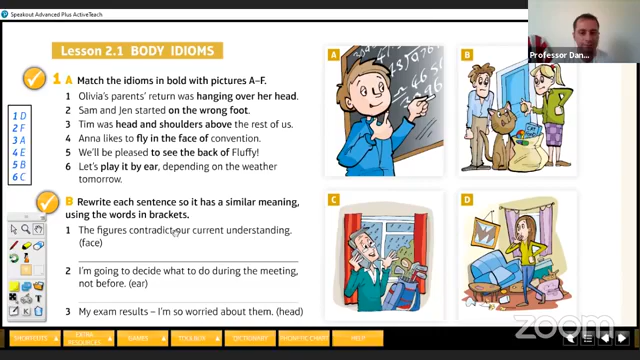 Speakout Advanced Plus ActiveTeach
Lesson 2.1 BODY IDIOMS
1 A Match the idioms in bold with pictures A–F.
1 Olivia's parents' return was hanging over her head.
2 Sam and Jen started on the wrong foot.
3 Tim was head and shoulders above the rest of us.
4 Anna likes to fly in the face of convention.
5 We'll be pleased to see the back of Fluffy!
6 Let's play it by ear, depending on the weather
tomorrow.
1 D
2 F
3 A
4 E
5 B
6 C
B Rewrite each sentence so it has a similar meaning,
using the words in brackets.
1 The figures contradict our current understanding.
(face)
2 I'm going to decide what to do during the meeting,
not before. (ear)
3 My exam results – I'm so worried about them. (head)
A
B
C
D
Professor Dan...
SHORTCUTS
EXTRA RESOURCES
GAMES
TOOLBOX
DICTIONARY
PHONETIC CHART
HELP
zoom